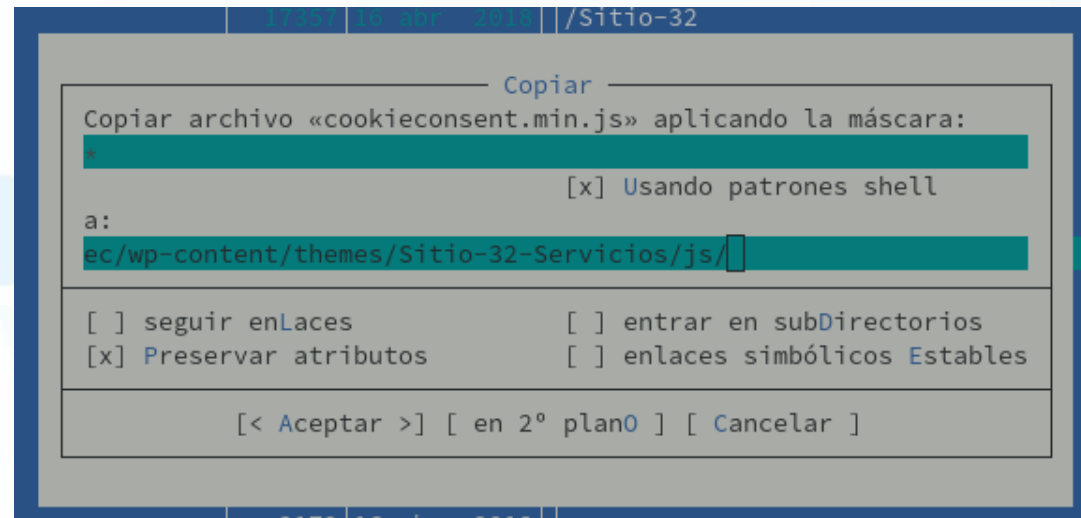 17357 16 abr 2018 /Sitio-32
Copiar
Copiar archivo «cookieconsent.min.js» aplicando la máscara:
*
[x] Usando patrones shell
a:
ec/wp-content/themes/Sitio-32-Servicios/js/
[ ] seguir enLaces [ ] entrar en subDirectorios
[x] Preservar atributos [ ] enlaces simbólicos Estables
[< Aceptar >] [ en 2º planO ] [ Cancelar ]